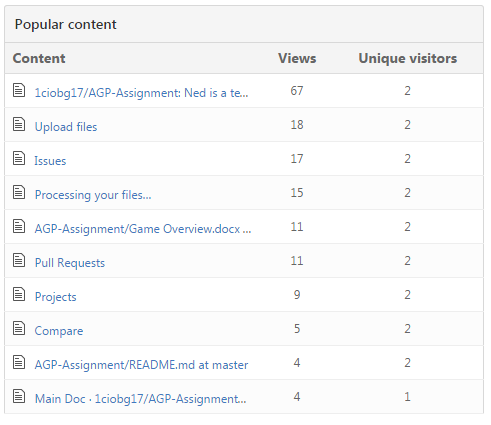 Popular content
Content Views Unique visitors
1ciobg17/AGP-Assignment: Ned is a te... 67 2
Upload files 18 2
Issues 17 2
Processing your files... 15 2
AGP-Assignment/Game Overview.docx ... 11 2
Pull Requests 11 2
Projects 9 2
Compare 5 2
AGP-Assignment/README.md at master 4 2
Main Doc · 1ciobg17/AGP-Assignment... 4 1